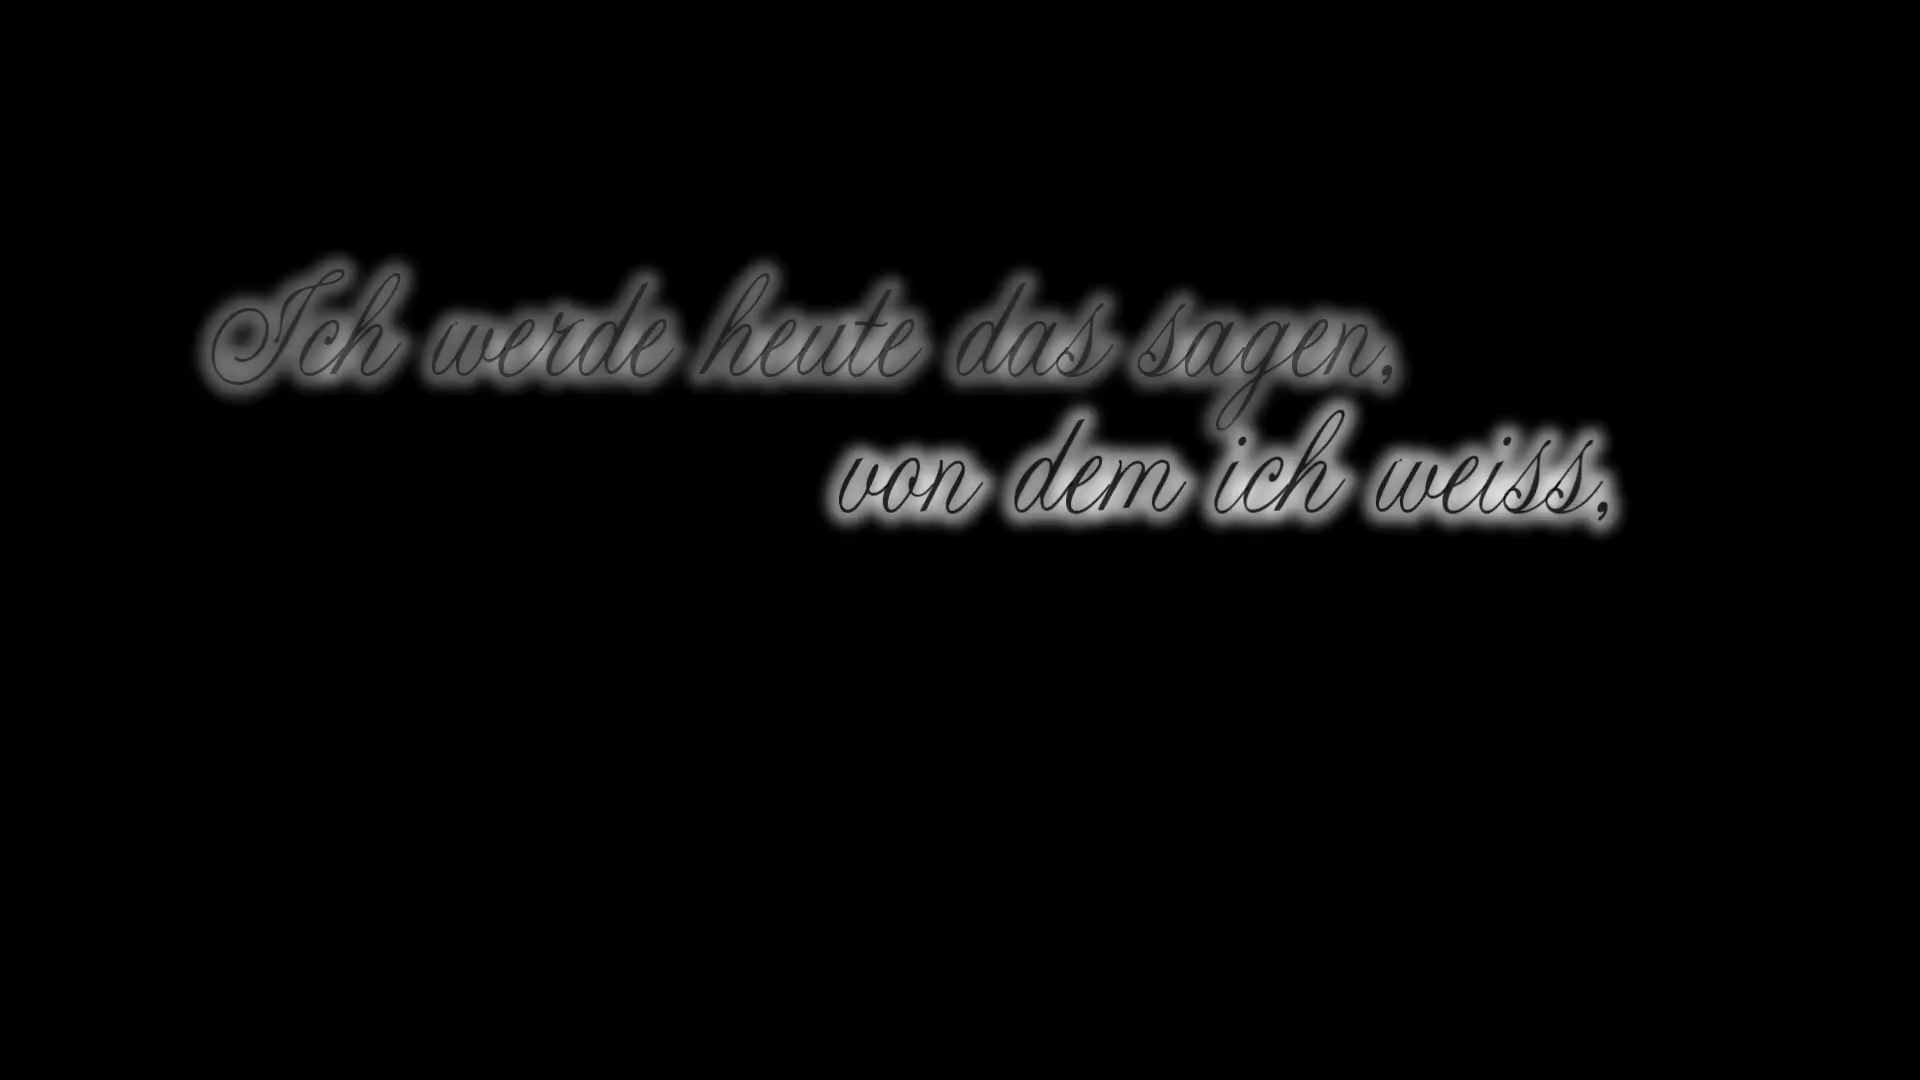 Ich werde heute das sagen,
von dem ich weiss,